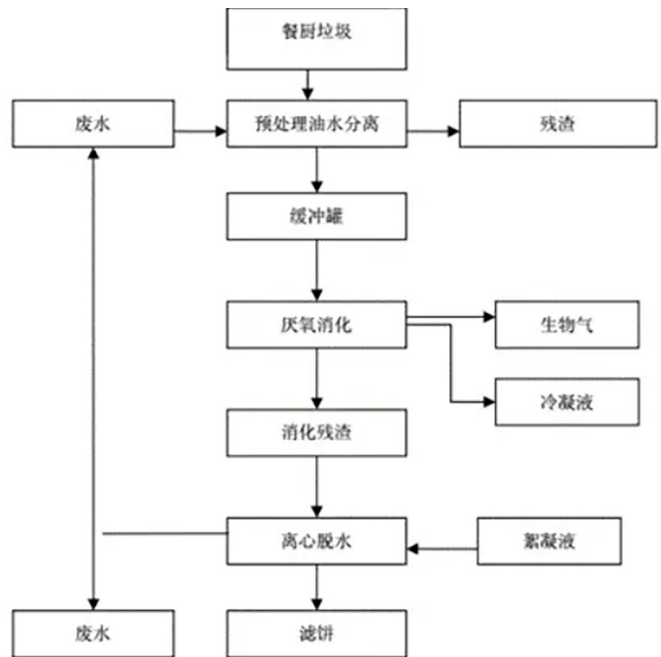 餐厨垃圾
废水
预处理油水分离
残渣
缓冲罐
厌氧消化
生物气
冷凝液
消化残渣
离心脱水
絮凝液
废水
滤饼